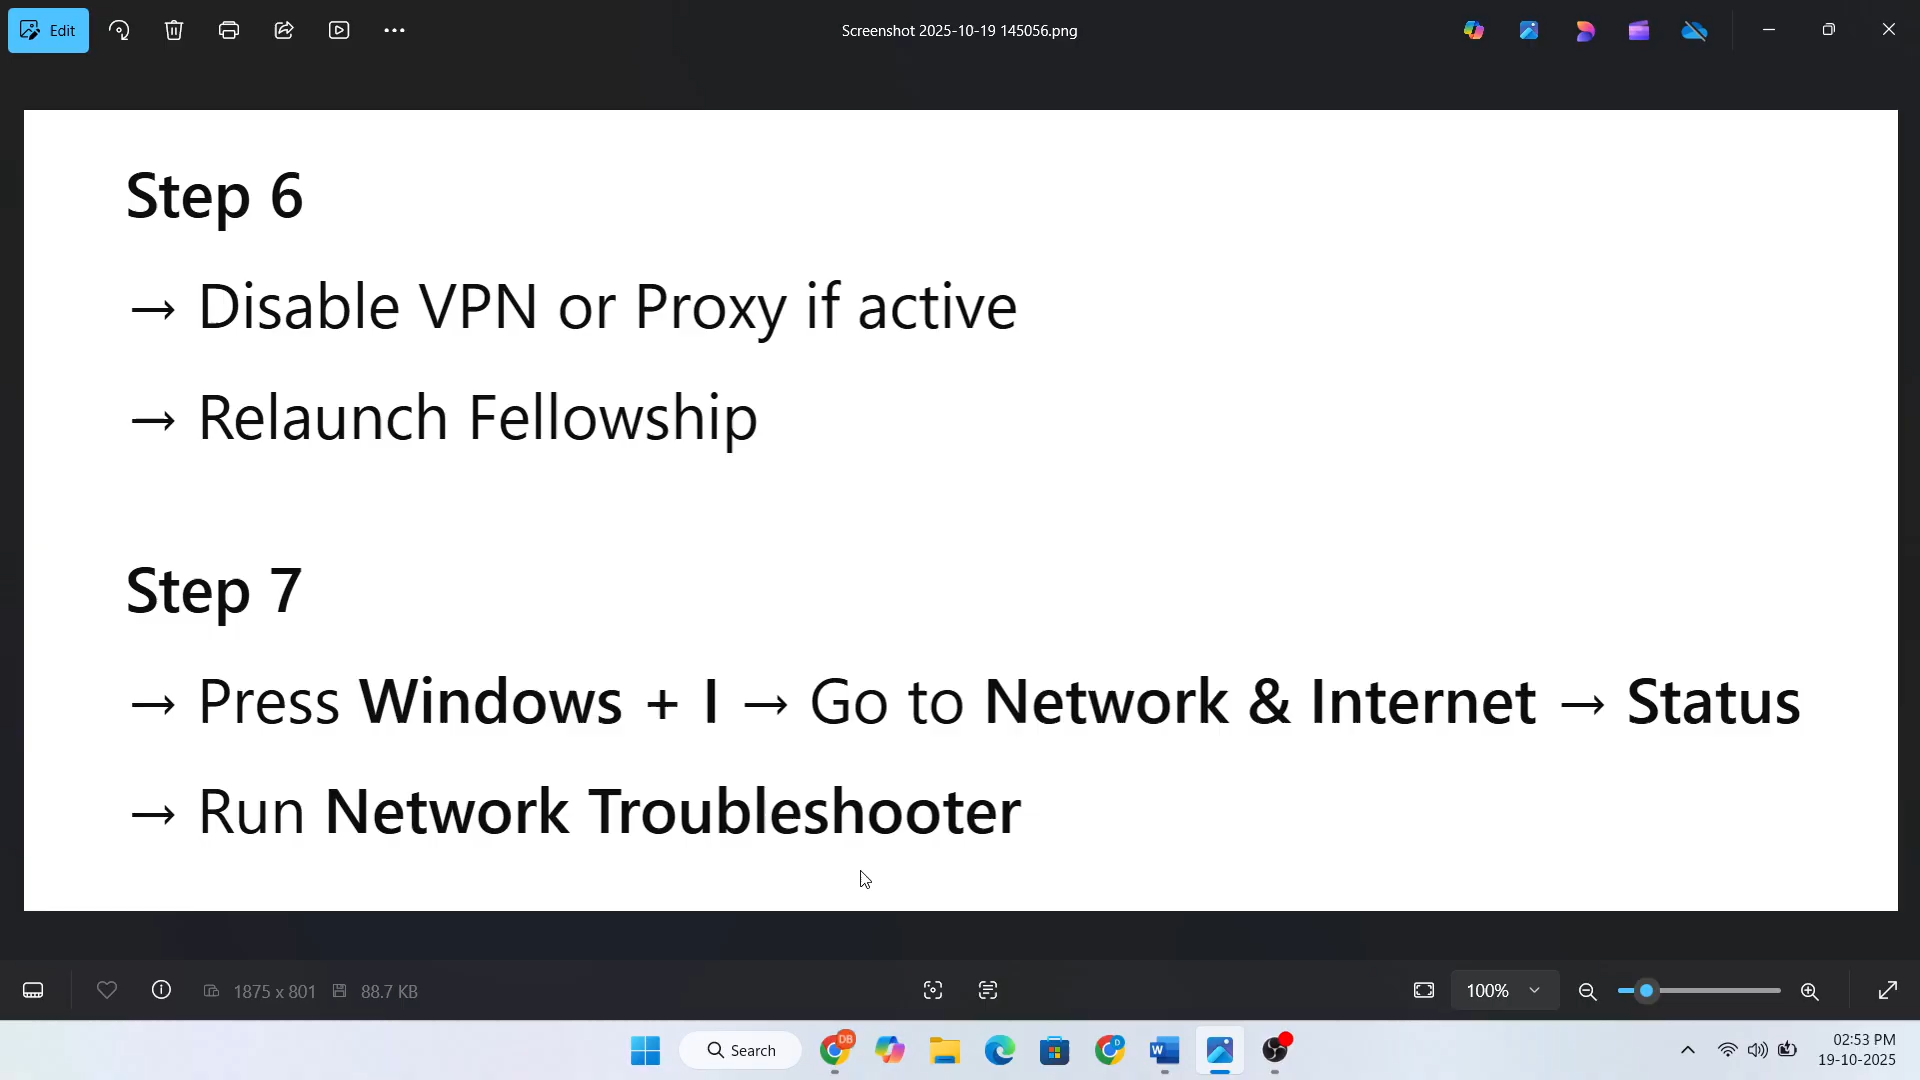 Edit
Screenshot 2025-10-19 145056.png
Step 6
→ Disable VPN or Proxy if active
→ Relaunch Fellowship
Step 7
→ Press Windows + I → Go to Network & Internet → Status
→ Run Network Troubleshooter
1875 x 801
88.7 KB
100%
Search
DB
D
W
02:53 PM
19-10-2025